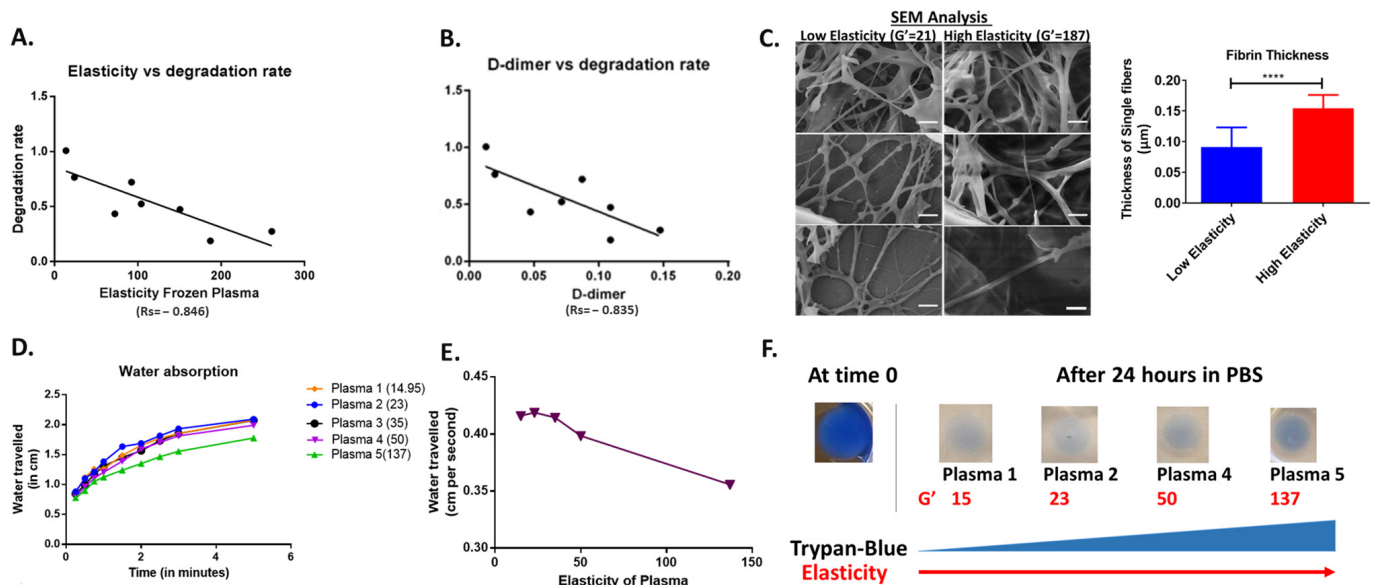 A.
Elasticity vs degradation rate
Degradation rate
1.5
1.0
0.5
0.0
0
100
200
300
Elasticity Frozen Plasma
(Rs= – 0.846)
B.
D-dimer vs degradation rate
1.5
1.0
0.5
0.0
0.00
0.05
0.10
0.15
0.20
D-dimer
(Rs= – 0.835)
C.
SEM Analysis
Low Elasticity (G'=21)
High Elasticity (G'=187)
Fibrin Thickness
****
Thickness of Single fibers
(µm)
0.20
0.15
0.10
0.05
0.00
Low Elasticity
High Elasticity
D.
Water absorption
Water travelled
(in cm)
2.5
2.0
1.5
1.0
0.5
0.0
0
2
4
6
Time (in minutes)
Plasma 1 (14.95)
Plasma 2 (23)
Plasma 3 (35)
Plasma 4 (50)
Plasma 5(137)
E.
Water travelled
(cm per second)
0.45
0.40
0.35
0.30
0
50
100
150
Elasticity of Plasma
F.
At time 0
After 24 hours in PBS
Plasma 1
Plasma 2
Plasma 4
Plasma 5
G' 15 23 50 137
Trypan-Blue
Elasticity